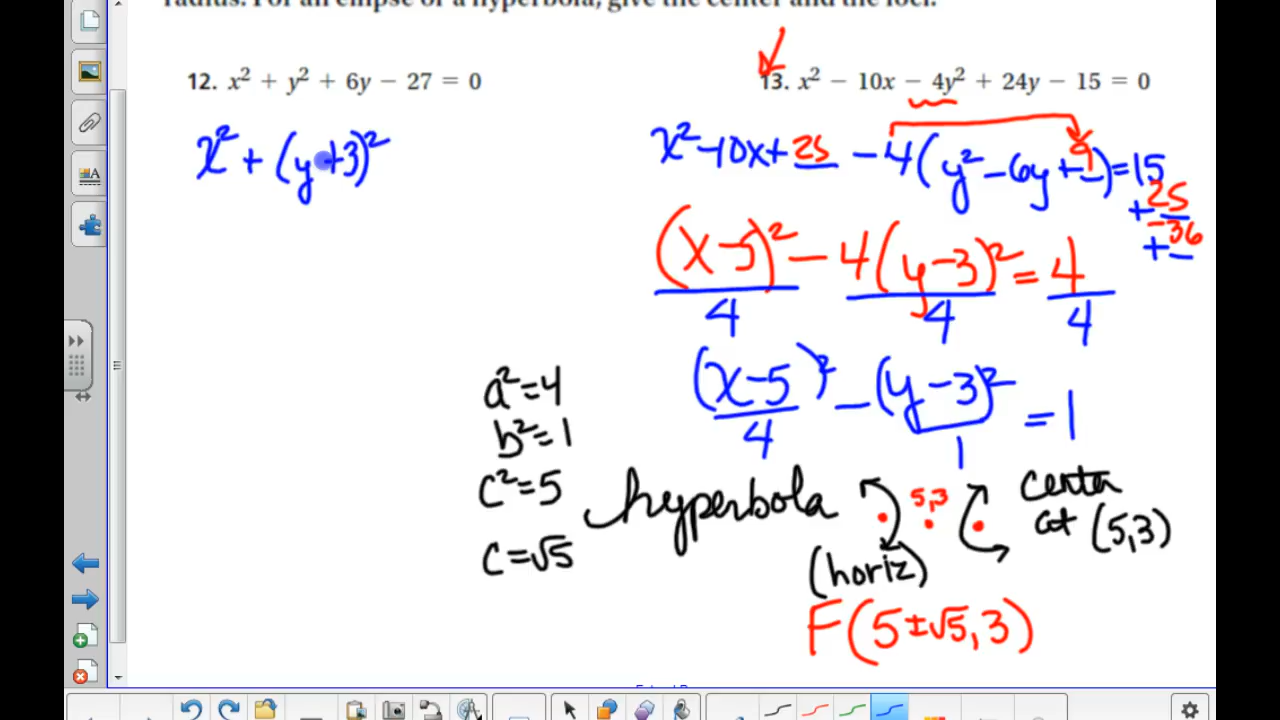 radius. For an ellipse or a hyperbola, give the center and the foci.
12. x² + y² + 6y − 27 = 0
x² + (y+3)²
13. x² − 10x − 4y² + 24y − 15 = 0
x² −10x + 25 − 4(y² − 6y + 9) = 15
+ 25
+ −36
(x−5)² − 4(y−3)² = 4
4 4 4
(x−5)² − (y−3)² = 1
4 1
a² = 4
b² = 1
c² = 5
c = √5
hyperbola
(horiz)
5,3
center
at (5,3)
F(5±√5, 3)